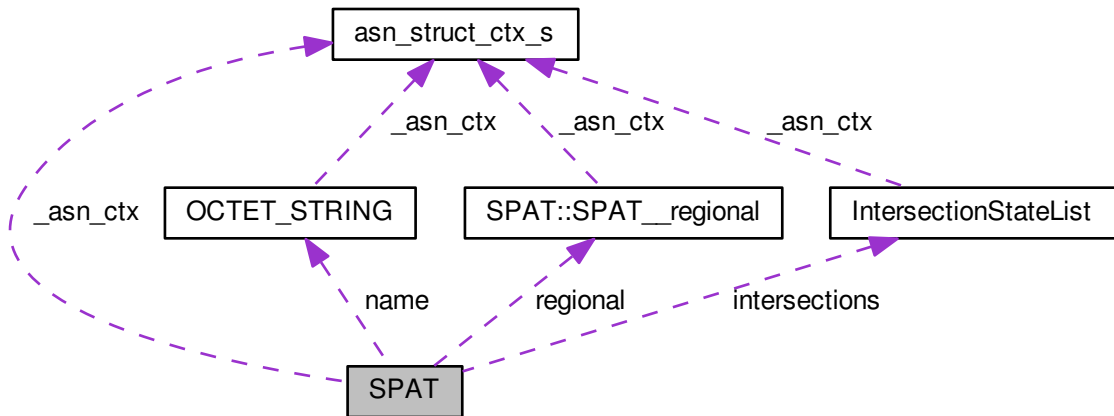 asn_struct_ctx_s
_asn_ctx
_asn_ctx
_asn_ctx
_asn_ctx
OCTET_STRING
SPAT::SPAT__regional
IntersectionStateList
name
regional
intersections
SPAT